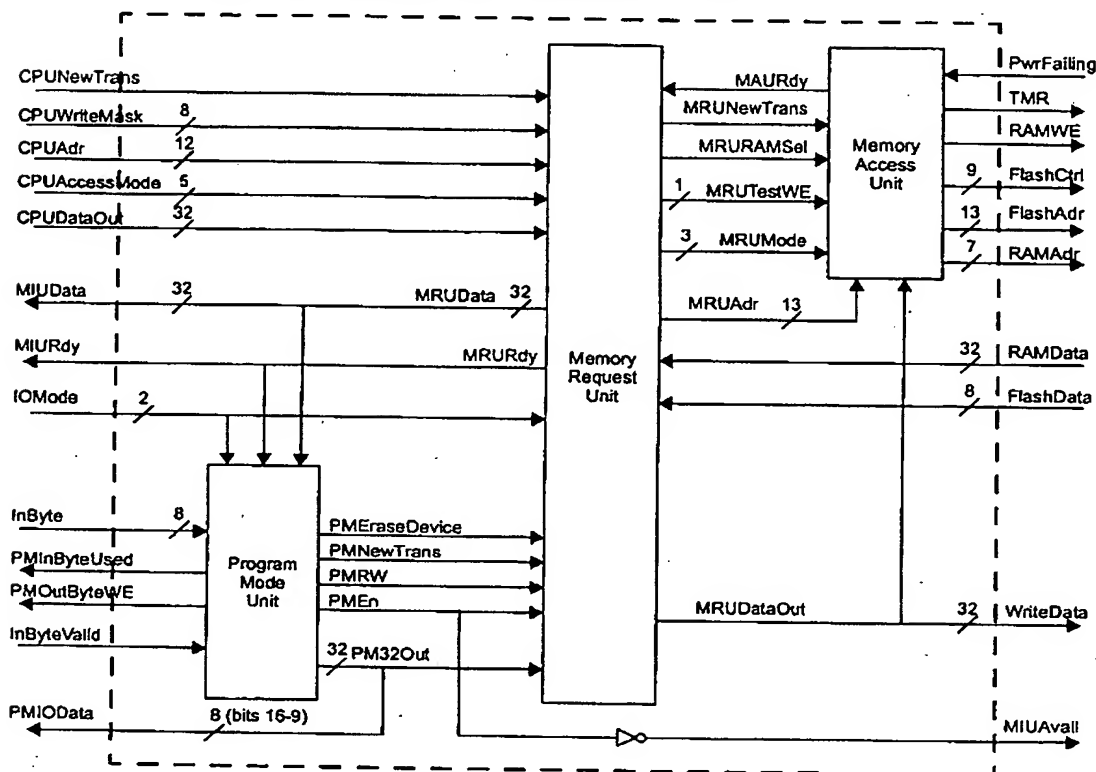 CPUNewTrans
CPUWriteMask 8
CPUAdr 12
CPUAccessMode 5
CPUDataOut 32
MIUData 32
MRUData 32
MIURdy
MRURdy
IOMode 2
Memory
Request
Unit
MAURdy
MRUNewTrans
MRURAMSel
1 MRUTestWE
3 MRUMode
MRUAdr 13
Memory
Access
Unit
PwrFailing
TMR
RAMWE
9 FlashCtrl
13 FlashAdr
7 RAMAdr
32 RAMData
8 FlashData
InByte 8
PMInByteUsed
PMOutByteWE
InByteValid
Program
Mode
Unit
PMEraseDevice
PMNewTrans
PMRW
PMEn
32 PM32Out
MRUDataOut
32 WriteData
PMIOData
8 (bits 16-9)
MIUAvail